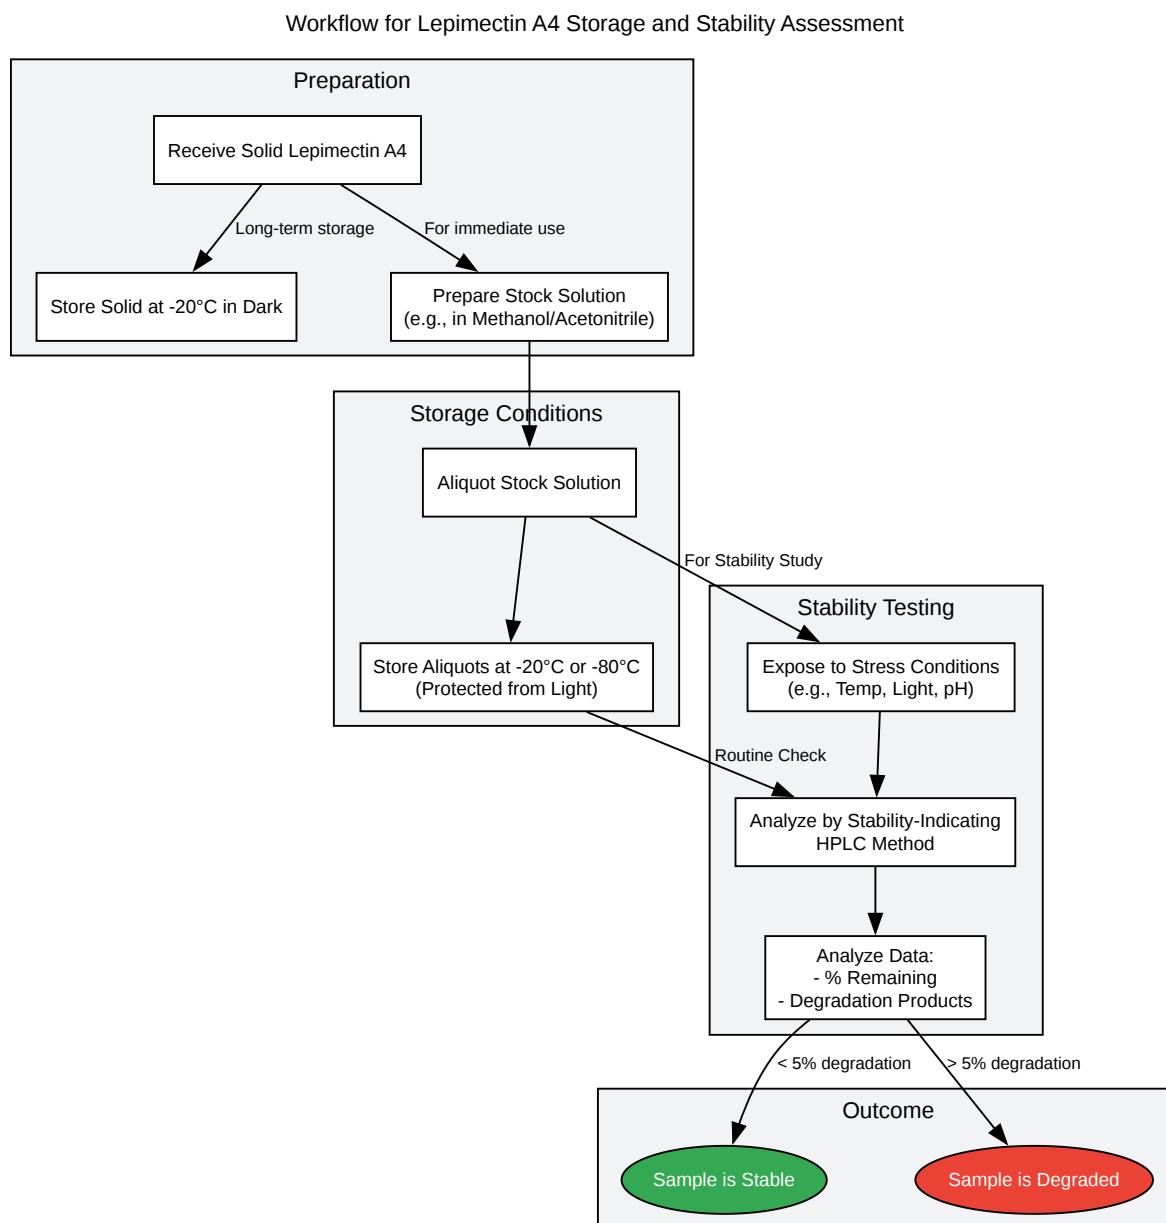 Workflow for Lepimectin A4 Storage and Stability Assessment
Preparation
Receive Solid Lepimectin A4
Long-term storage
For immediate use
Store Solid at -20°C in Dark
Prepare Stock Solution
(e.g., in Methanol/Acetonitrile)
Storage Conditions
Aliquot Stock Solution
For Stability Study
Stability Testing
Store Aliquots at -20°C or -80°C
(Protected from Light)
Expose to Stress Conditions
(e.g., Temp, Light, pH)
Routine Check
Analyze by Stability-Indicating
HPLC Method
Analyze Data:
- % Remaining
- Degradation Products
< 5% degradation
> 5% degradation
Outcome
Sample is Stable
Sample is Degraded